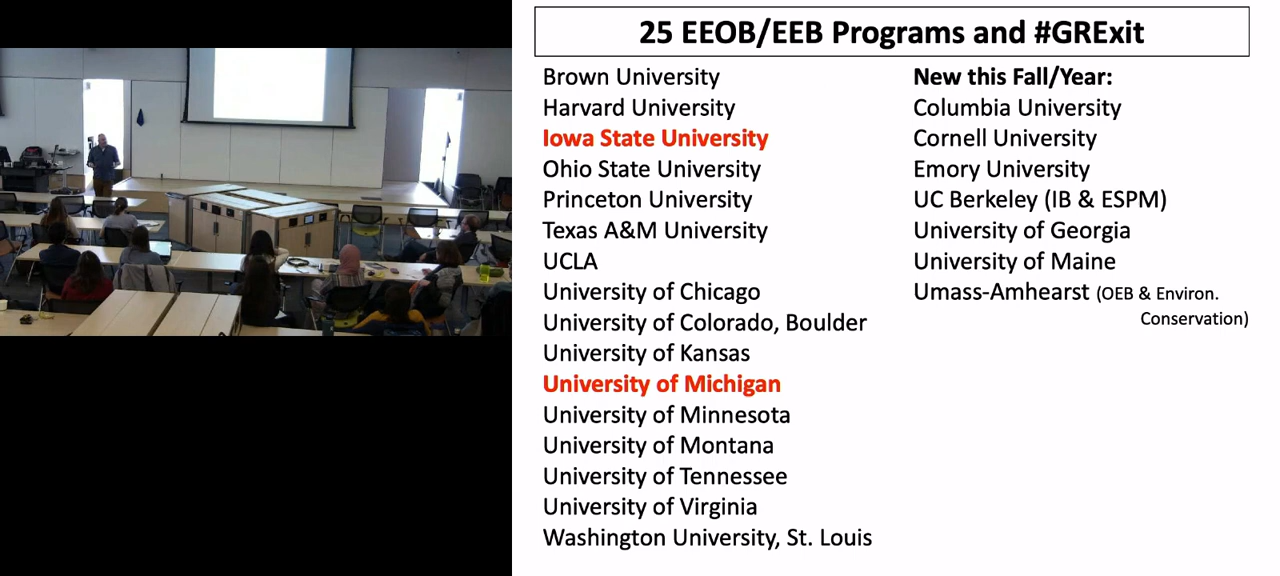 25 EEOB/EEB Programs and #GRExit
Brown University
Harvard University
Iowa State University
Ohio State University
Princeton University
Texas A&M University
UCLA
University of Chicago
University of Colorado, Boulder
University of Kansas
University of Michigan
University of Minnesota
University of Montana
University of Tennessee
University of Virginia
Washington University, St. Louis
New this Fall/Year:
Columbia University
Cornell University
Emory University
UC Berkeley (IB & ESPM)
University of Georgia
University of Maine
Umass-Amhearst (OEB & Environ.
Conservation)